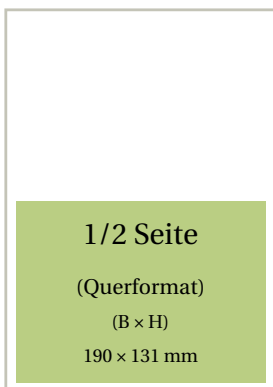 1/2 Seite
(Querformat)
(B × H)
190 × 131 mm